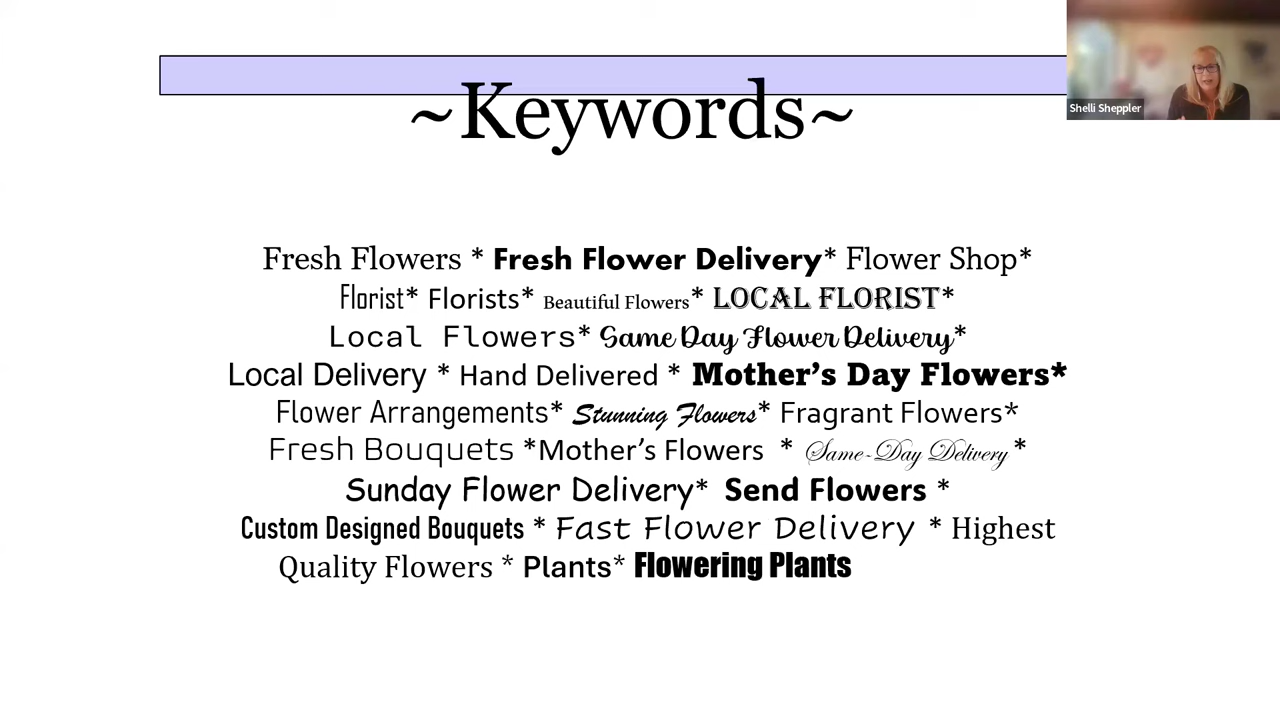 ~Keywords~
Shelli Sheppler
Fresh Flowers * Fresh Flower Delivery* Flower Shop*
Florist* Florists* Beautiful Flowers* LOCAL FLORIST*
Local Flowers* Same Day Flower Delivery*
Local Delivery * Hand Delivered * Mother’s Day Flowers*
Flower Arrangements* Stunning Flowers* Fragrant Flowers*
Fresh Bouquets *Mother’s Flowers * Same-Day Delivery *
Sunday Flower Delivery* Send Flowers *
Custom Designed Bouquets * Fast Flower Delivery * Highest
Quality Flowers * Plants* Flowering Plants